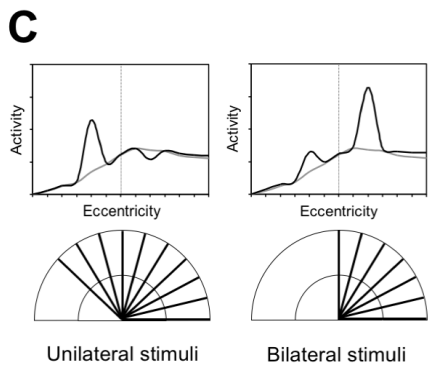 C
Activity
Eccentricity
Activity
Eccentricity
Unilateral stimuli
Bilateral stimuli